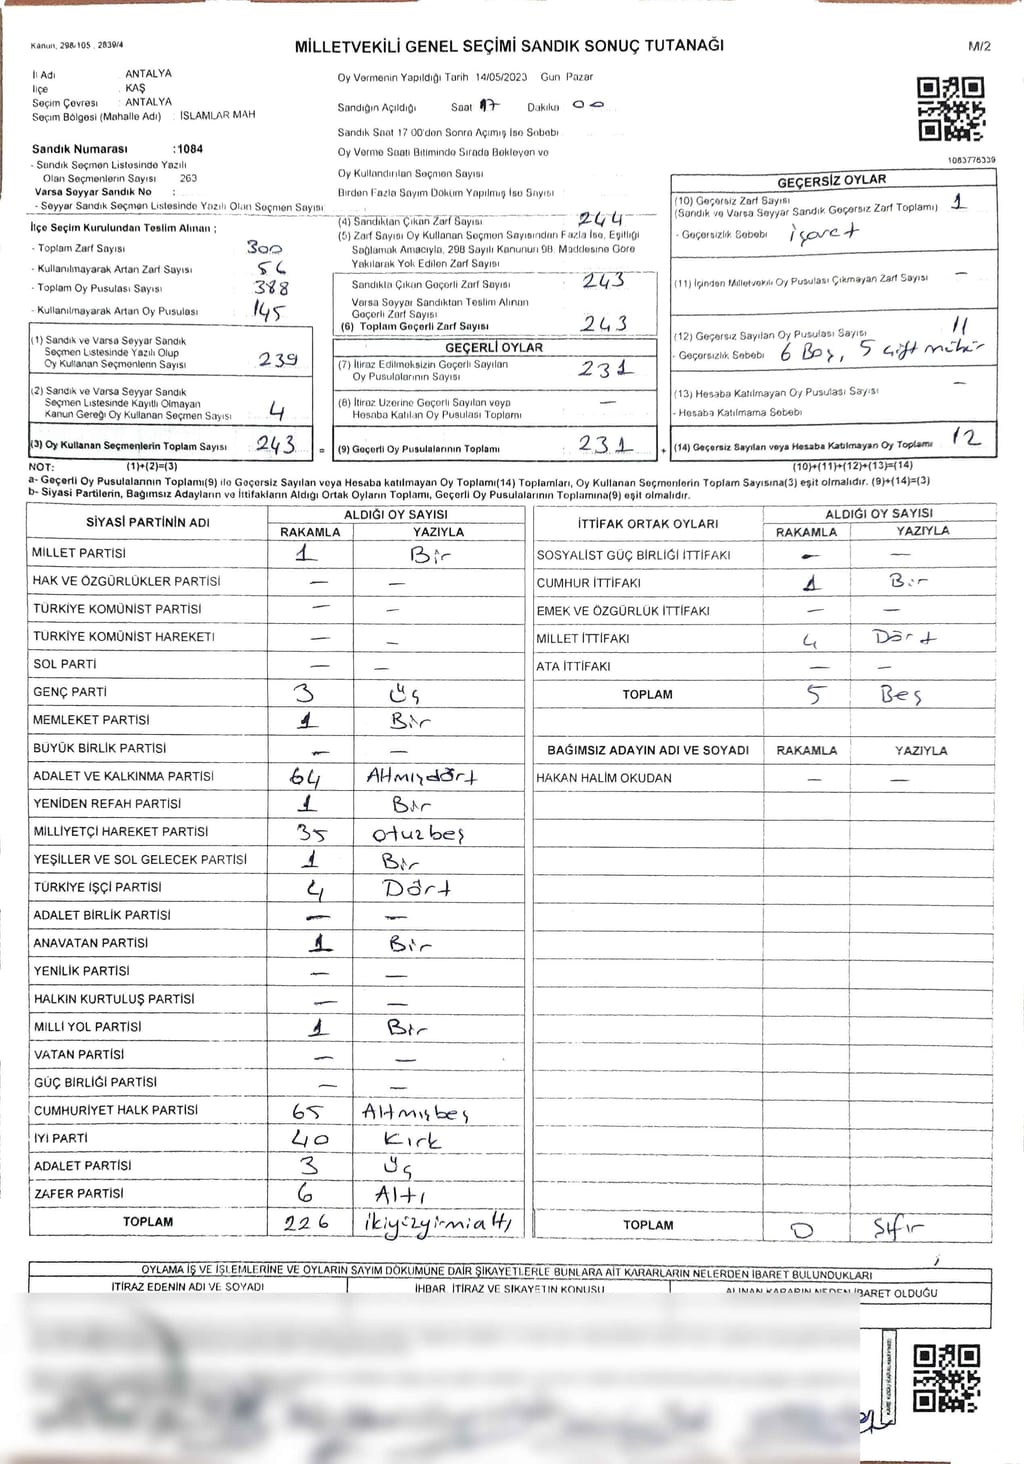 Kanun, 298-105, 2839/4
MİLLETVEKİLİ GENEL SEÇİMİ SANDIK SONUÇ TUTANAĞI
M/2
İl Adı ANTALYA
İlçe KAŞ
Seçim Çevresi : ANTALYA
Seçim Bölgesi (Mahalle Adı) : İSLAMLAR MAH
Sandık Numarası :1084
- Sandık Seçmen Listesinde Yazılı
Olan Seçmenlerin Sayısı 263
Varsa Seyyar Sandık No :
- Seyyar Sandık Seçmen Listesinde Yazılı Olan Seçmen Sayısı
Oy Vermenin Yapıldığı Tarih 14/05/2023 Gün Pazar
Sandığın Açıldığı Saat 17 Dakika 00
Sandık Saat 17 00'den Sonra Açımış İse Sebebi
Oy Verme Saati Bitiminde Sırada Bekleyen ve
Oy Kullandırılan Seçmen Sayısı
Birden Fazla Sayım Döküm Yapılmış İse Sayısı
1083776339
İlçe Seçim Kurulundan Teslim Alınan ;
- Toplam Zarf Sayısı 300
- Kullanılmayarak Artan Zarf Sayısı 56
- Toplam Oy Pusulası Sayısı 388
- Kullanılmayarak Artan Oy Pusulası 145
(1) Sandık ve Varsa Seyyar Sandık
Seçmen Listesinde Yazılı Olup
Oy Kullanan Seçmenlerin Sayısı 239
(2) Sandık ve Varsa Seyyar Sandık
Seçmen Listesinde Kayıtlı Olmayan
Kanun Gereği Oy Kullanan Seçmen Sayısı 4
(3) Oy Kullanan Seçmenlerin Toplam Sayısı 243 =
(4) Sandıktan Çıkan Zarf Sayısı 244
(5) Zarf Sayısı Oy Kullanan Seçmen Sayısından Fazla İse, Eşitliği
Sağlamak Amacıyla, 298 Sayılı Kanunun 98. Maddesine Göre
Yakılarak Yok Edilen Zarf Sayısı
Sandıkta Çıkan Geçerli Zarf Sayısı 243
Varsa Seyyar Sandıktan Teslim Alınan
Geçerli Zarf Sayısı
(6) Toplam Geçerli Zarf Sayısı 243
GEÇERLİ OYLAR
(7) İtiraz Edilmeksizin Geçerli Sayılan
Oy Pusulalarının Sayısı 231
(8) İtiraz Üzerine Geçerli Sayılan veya
Hesaba Katılan Oy Pusulası Toplamı —
(9) Geçerli Oy Pusulalarının Toplamı 231 +
GEÇERSİZ OYLAR
(10) Geçersiz Zarf Sayısı 1
(Sandık ve Varsa Seyyar Sandık Geçersiz Zarf Toplamı)
- Geçersizlik Sebebi işaret
(11) İçinden Milletvekili Oy Pusulası Çıkmayan Zarf Sayısı —
(12) Geçersiz Sayılan Oy Pusulası Sayısı 11
- Geçersizlik Sebebi 6 Boş, 5 çift mühür
(13) Hesaba Katılmayan Oy Pusulası Sayısı —
- Hesaba Katılmama Sebebi
(14) Geçersiz Sayılan veya Hesaba Katılmayan Oy Toplamı 12
NOT: (1)+(2)=(3) (10)+(11)+(12)+(13)=(14)
a- Geçerli Oy Pusulalarının Toplamı(9) ile Geçersiz Sayılan veya Hesaba katılmayan Oy Toplamı(14) Toplamları, Oy Kullanan Seçmenlerin Toplam Sayısına(3) eşit olmalıdır. (9)+(14)=(3)
b- Siyasi Partilerin, Bağımsız Adayların ve İttifakların Aldığı Ortak Oyların Toplamı, Geçerli Oy Pusulalarının Toplamına(9) eşit olmalıdır.
SİYASİ PARTİNİN ADI ALDIĞI OY SAYISI
RAKAMLA YAZIYLA
MİLLET PARTİSİ 1 Bir
HAK VE ÖZGÜRLÜKLER PARTİSİ — —
TÜRKİYE KOMÜNİST PARTİSİ — —
TÜRKİYE KOMÜNİST HAREKETİ — —
SOL PARTİ — —
GENÇ PARTİ 3 Üç
MEMLEKET PARTİSİ 1 Bir
BÜYÜK BİRLİK PARTİSİ — —
ADALET VE KALKINMA PARTİSİ 64 Altmışdört
YENİDEN REFAH PARTİSİ 1 Bir
MİLLİYETÇİ HAREKET PARTİSİ 35 otuzbeş
YEŞİLLER VE SOL GELECEK PARTİSİ 1 Bir
TÜRKİYE İŞÇİ PARTİSİ 4 Dört
ADALET BİRLİK PARTİSİ — —
ANAVATAN PARTİSİ 1 Bir
YENİLİK PARTİSİ — —
HALKIN KURTULUŞ PARTİSİ — —
MİLLİ YOL PARTİSİ 1 Bir
VATAN PARTİSİ — —
GÜÇ BİRLİĞİ PARTİSİ — —
CUMHURİYET HALK PARTİSİ 65 Altmışbeş
İYİ PARTİ 40 Kırk
ADALET PARTİSİ 3 Üç
ZAFER PARTİSİ 6 Altı
TOPLAM 226 ikiyüzyirmialtı
İTTİFAK ORTAK OYLARI ALDIĞI OY SAYISI
RAKAMLA YAZIYLA
SOSYALİST GÜÇ BİRLİĞİ İTTİFAKI — —
CUMHUR İTTİFAKI 1 Bir
EMEK VE ÖZGÜRLÜK İTTİFAKI — —
MİLLET İTTİFAKI 4 Dört
ATA İTTİFAKI — —
TOPLAM 5 Beş
BAĞIMSIZ ADAYIN ADI VE SOYADI RAKAMLA YAZIYLA
HAKAN HALİM OKUDAN — —
TOPLAM 0 Sıfır
OYLAMA İŞ VE İŞLEMLERİNE VE OYLARIN SAYIM DÖKÜMÜNE DAİR ŞİKAYETLERLE BUNLARA AİT KARARLARIN NELERDEN İBARET BULUNDUKLARI
İTİRAZ EDENİN ADI VE SOYADI İHBAR, İTİRAZ VE ŞİKAYETİN KONUSU ALINAN KARARIN NEDEN İBARET OLDUĞU